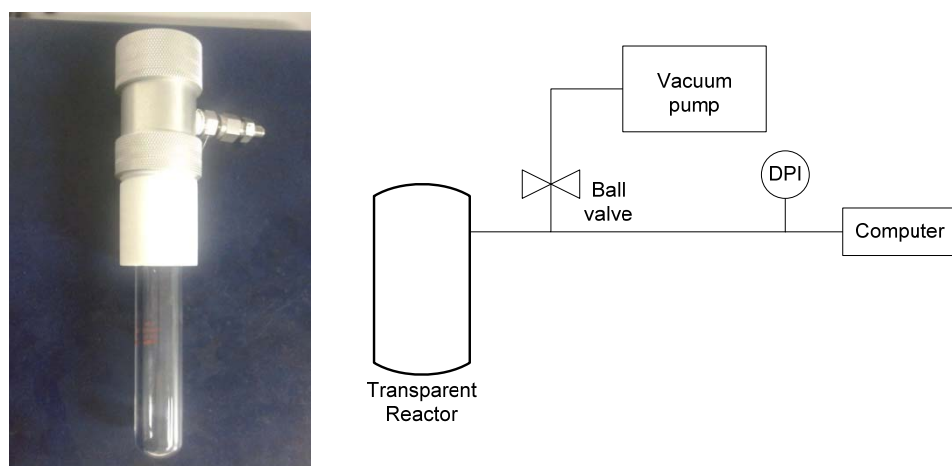 Vacuum
pump
DPI
Ball
valve
Computer
Transparent
Reactor